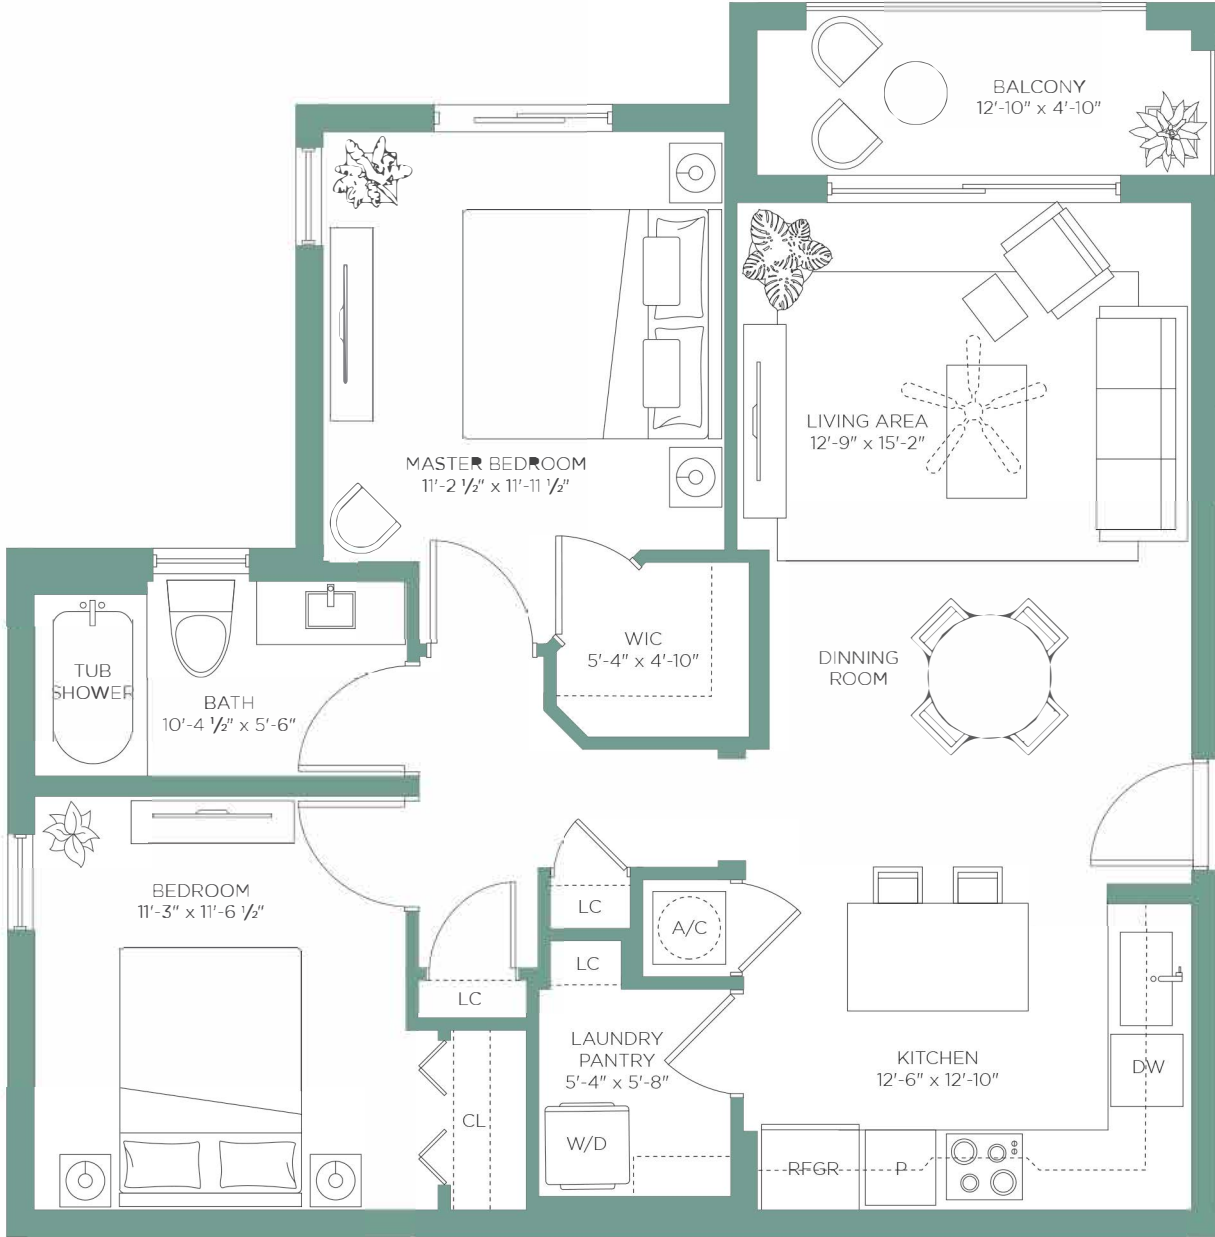 BALCONY
12'-10" x 4'-10"
LIVING AREA
12'-9" x 15'-2"
MASTER BEDROOM
11'-2 ½" x 11'-11 ½"
WIC
5'-4" x 4'-10"
DINNING
ROOM
TUB
SHOWER
BATH
10'-4 ½" x 5'-6"
BEDROOM
11'-3" x 11'-6 ½"
LC
A/C
LC
LC
LAUNDRY
PANTRY
5'-4" x 5'-8"
KITCHEN
12'-6" x 12'-10"
DW
CL
W/D
RFGR
P